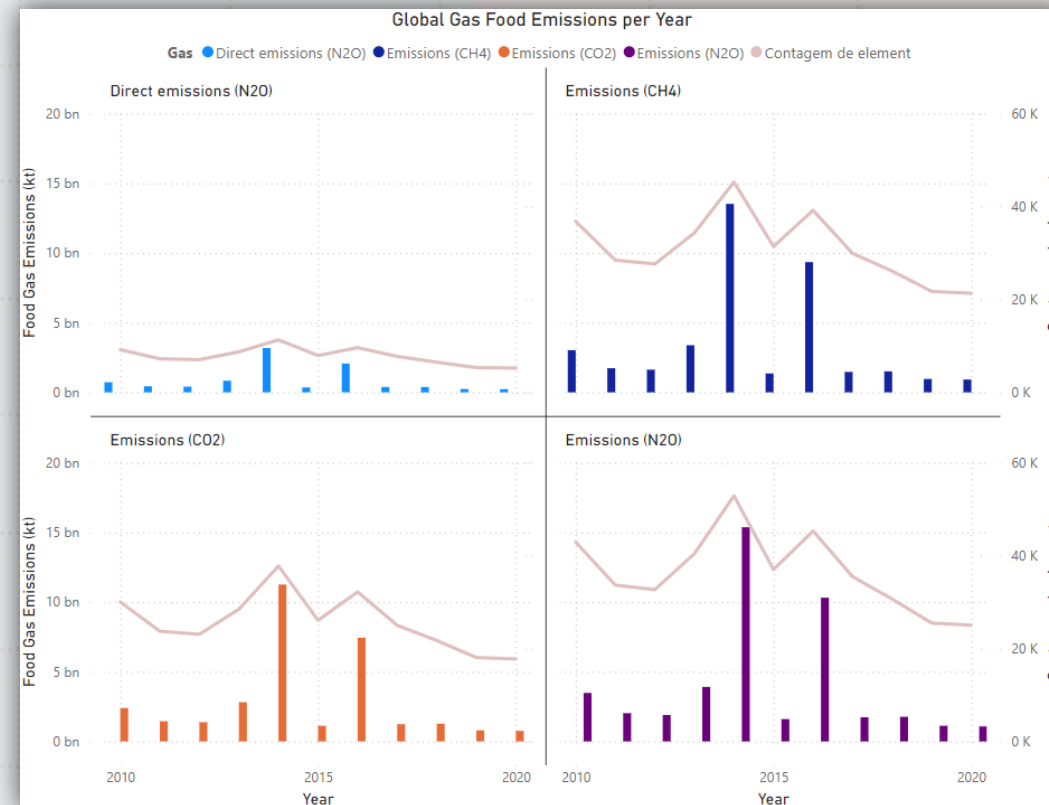 Global Gas Food Emissions per Year
Gas Direct emissions (N2O) Emissions (CH4) Emissions (CO2) Emissions (N2O) Contagem de element
Direct emissions (N2O)
Emissions (CH4)
20 bn
15 bn
10 bn
5 bn
0 bn
Food Gas Emissions (kt)
60 K
40 K
20 K
0 K
Emissions (CO2)
Emissions (N2O)
20 bn
15 bn
10 bn
5 bn
0 bn
Food Gas Emissions (kt)
60 K
40 K
20 K
0 K
2010
2015
2020
2010
2015
2020
Year
Year